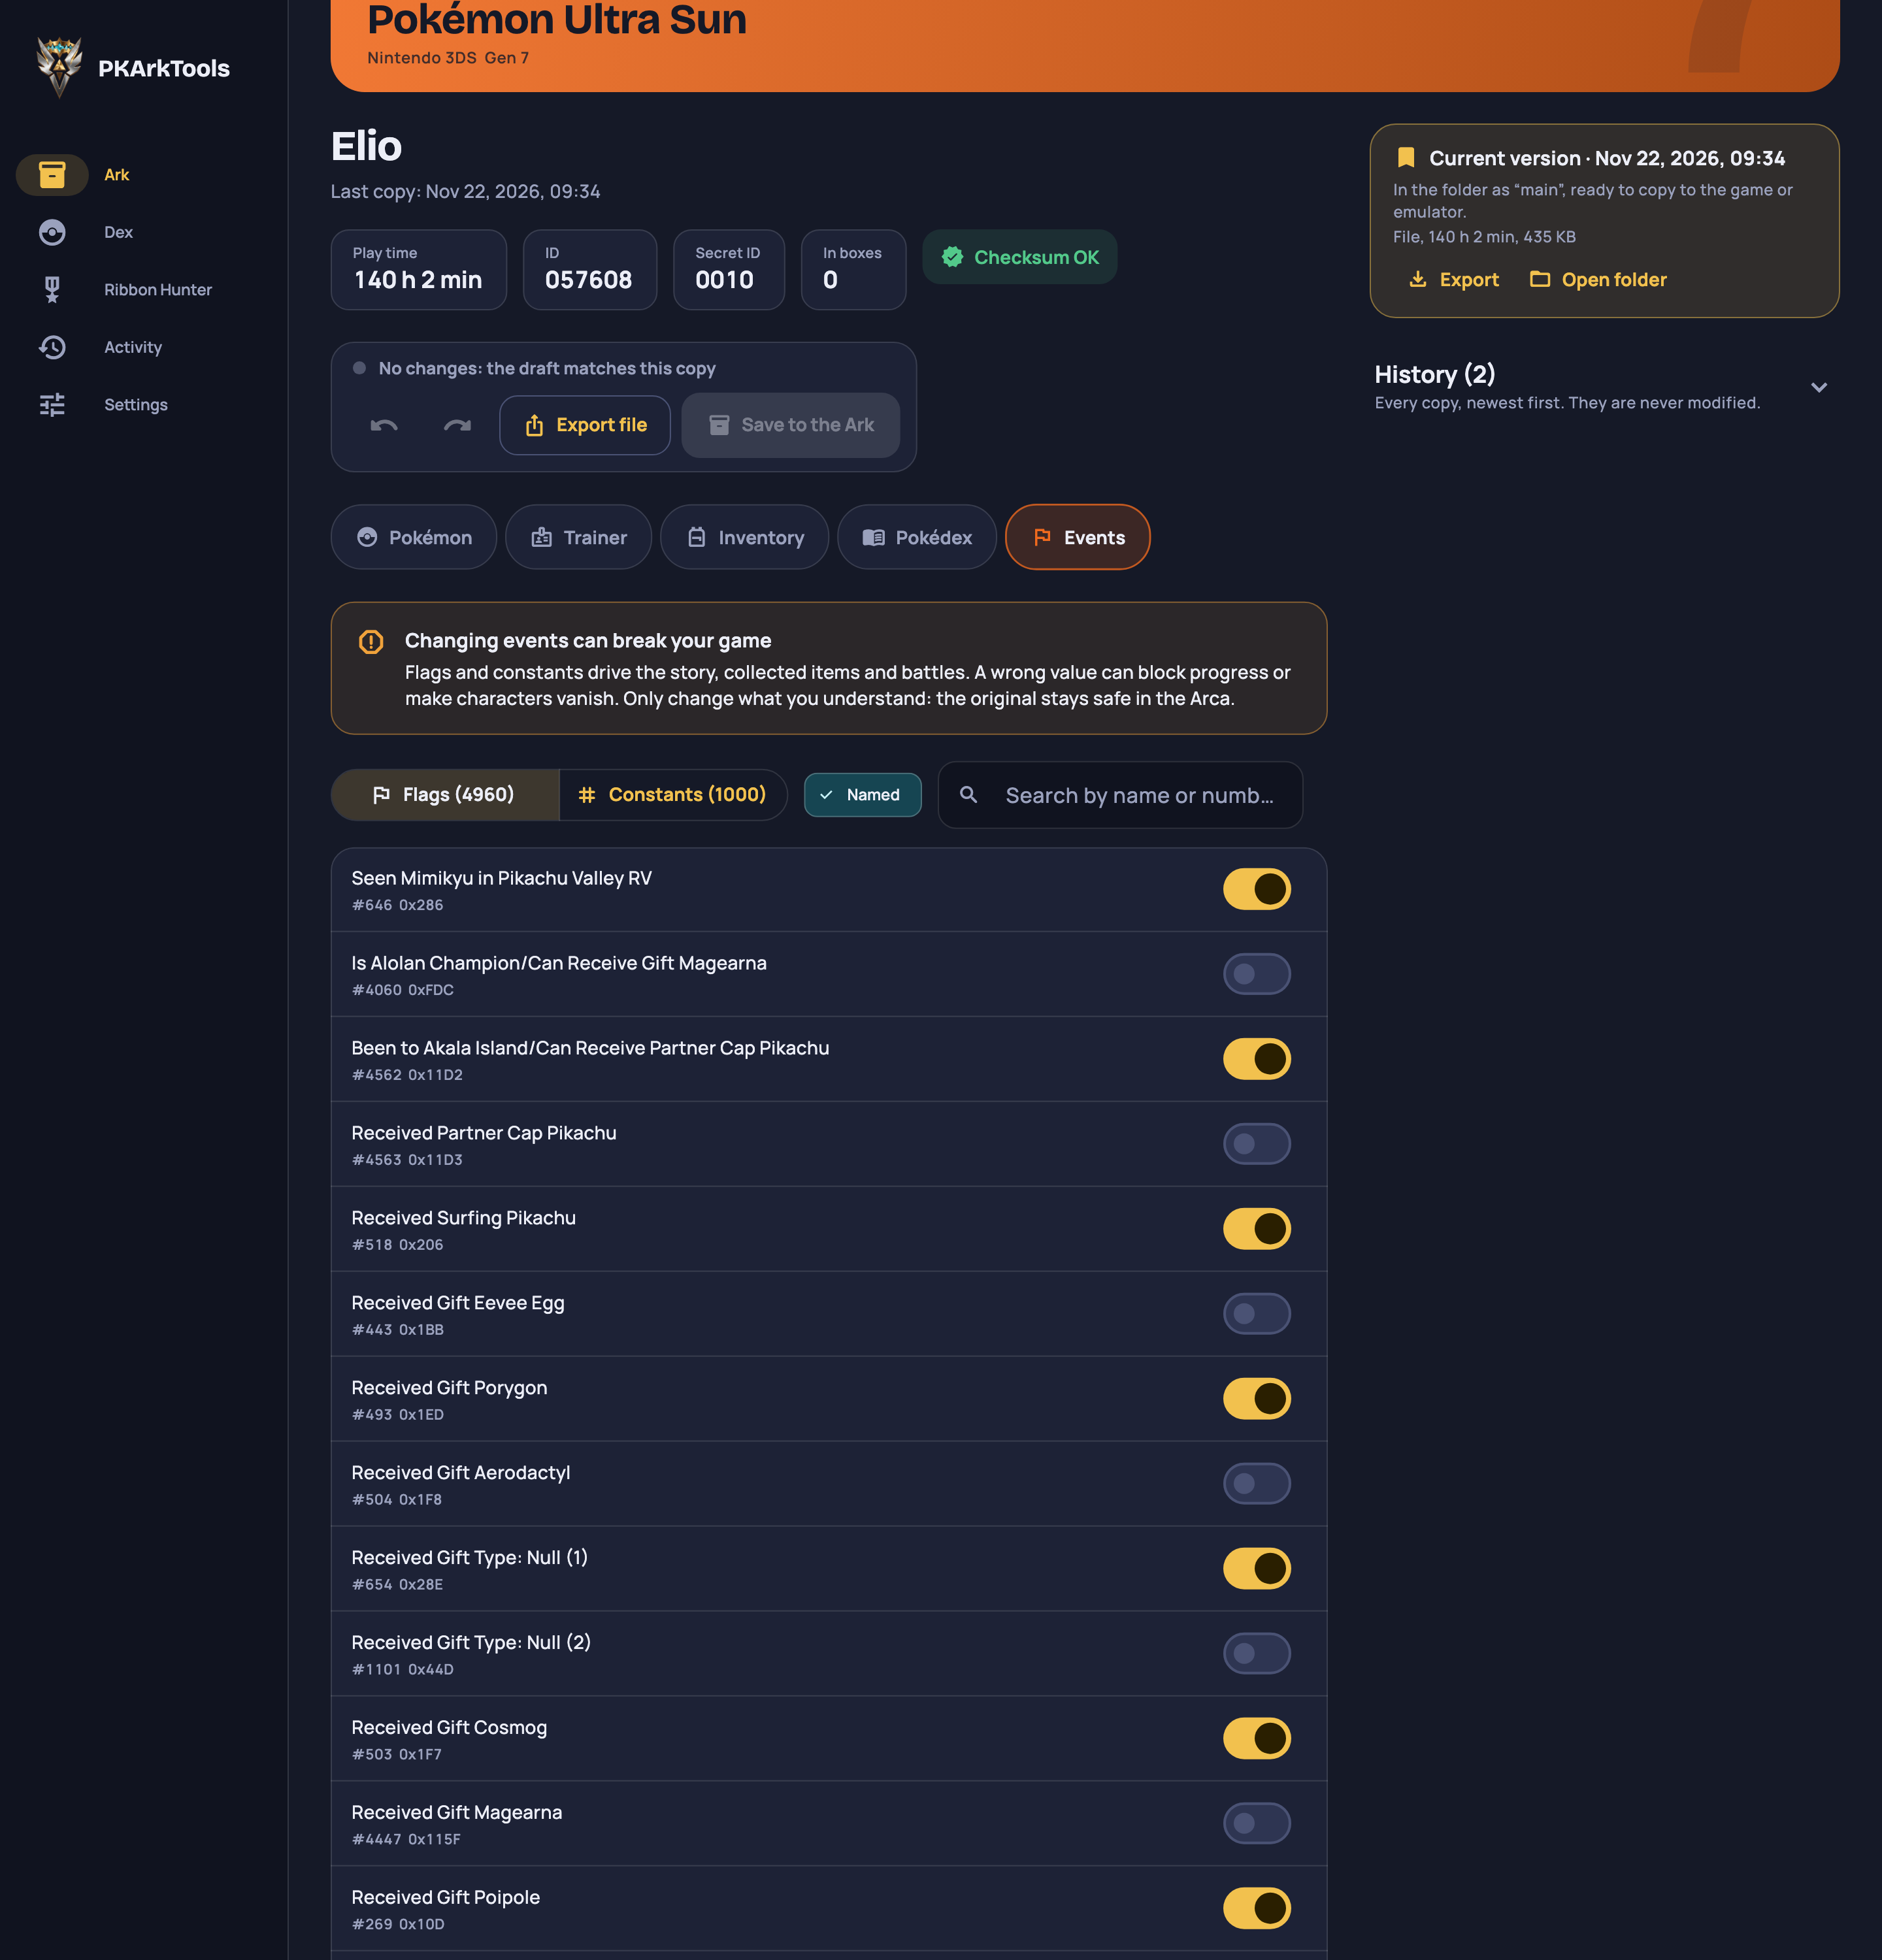 PKArkTools
Ark
Dex
Ribbon Hunter
Activity
Settings
Pokémon Ultra Sun
Nintendo 3DS Gen 7
Elio
Last copy: Nov 22, 2026, 09:34
Play time
140 h 2 min
ID
057608
Secret ID
0010
In boxes
0
Checksum OK
No changes: the draft matches this copy
Export file
Save to the Ark
Pokémon
Trainer
Inventory
Pokédex
Events
Changing events can break your game
Flags and constants drive the story, collected items and battles. A wrong value can block progress or
make characters vanish. Only change what you understand: the original stays safe in the Arca.
Flags (4960)
Constants (1000)
Named
Search by name or numb...
Seen Mimikyu in Pikachu Valley RV
#646 0x286
Is Alolan Champion/Can Receive Gift Magearna
#4060 0xFDC
Been to Akala Island/Can Receive Partner Cap Pikachu
#4562 0x11D2
Received Partner Cap Pikachu
#4563 0x11D3
Received Surfing Pikachu
#518 0x206
Received Gift Eevee Egg
#443 0x1BB
Received Gift Porygon
#493 0x1ED
Received Gift Aerodactyl
#504 0x1F8
Received Gift Type: Null (1)
#654 0x28E
Received Gift Type: Null (2)
#1101 0x44D
Received Gift Cosmog
#503 0x1F7
Received Gift Magearna
#4447 0x115F
Received Gift Poipole
#269 0x10D
Current version · Nov 22, 2026, 09:34
In the folder as “main”, ready to copy to the game or
emulator.
File, 140 h 2 min, 435 KB
Export
Open folder
History (2)
Every copy, newest first. They are never modified.